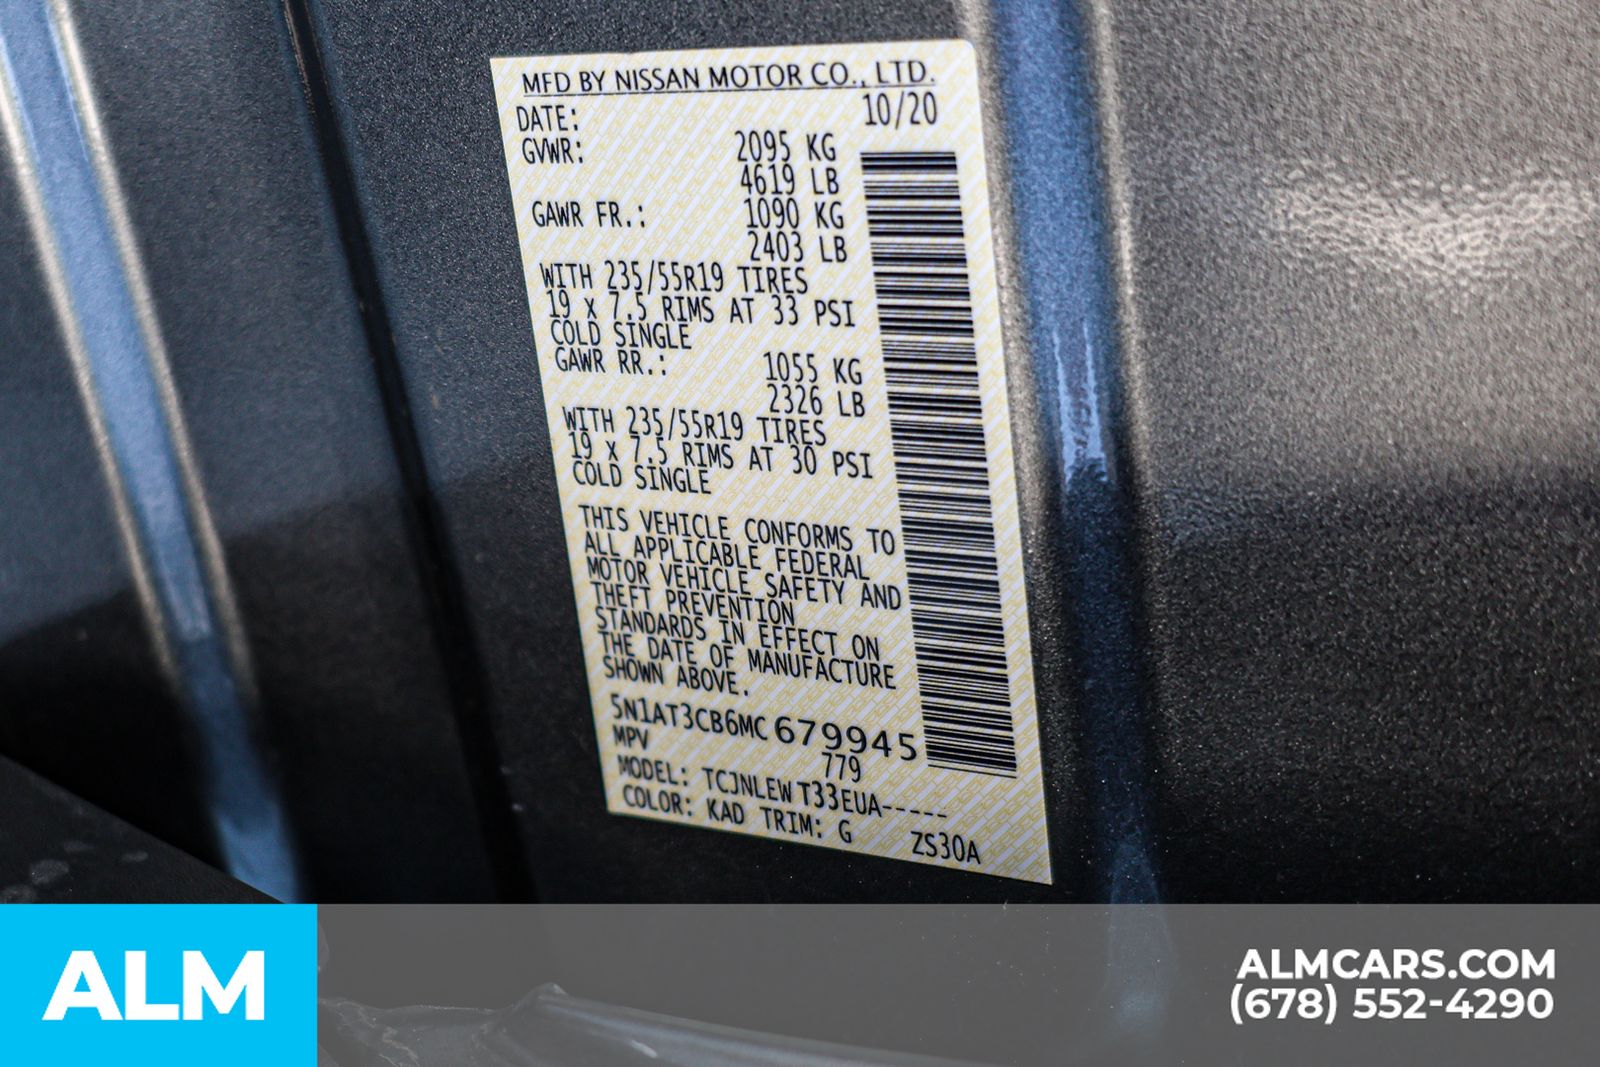 MFD BY NISSAN MOTOR CO., LTD.
DATE: 10/20
GVWR: 2095 KG
4619 LB
GAWR FR.: 1090 KG
2403 LB
WITH 235/55R19 TIRES
19 x 7.5 RIMS AT 33 PSI
COLD SINGLE
GAWR RR.: 1055 KG
2326 LB
WITH 235/55R19 TIRES
19 x 7.5 RIMS AT 30 PSI
COLD SINGLE
THIS VEHICLE CONFORMS TO
ALL APPLICABLE FEDERAL
MOTOR VEHICLE SAFETY AND
THEFT PREVENTION
STANDARDS IN EFFECT ON
THE DATE OF MANUFACTURE
SHOWN ABOVE.
5N1AT3CB6MC679945
MPV 779
MODEL: TCJNLEWT33EUA-----
COLOR: KAD TRIM: G ZS30A
ALM
ALMCARS.COM
(678) 552-4290